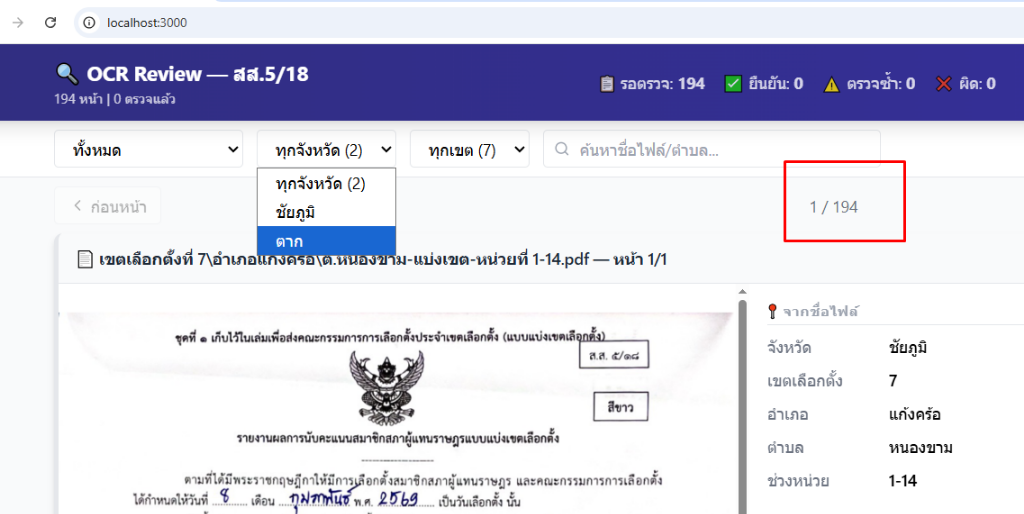 localhost:3000
OCR Review — สส.5/18
194 หน้า | 0 ตรวจแล้ว
รอตรวจ: 194
ยืนยัน: 0
ตรวจซ้ำ: 0
ผิด: 0
ทั้งหมด
ทุกจังหวัด (2)
ทุกเขต (7)
ค้นหาชื่อไฟล์/ตำบล...
ทุกจังหวัด (2)
ชัยภูมิ
ตาก
ก่อนหน้า
1 / 194
เขตเลือกตั้งที่ 7\อำเภอแก้งคร้อ\ต.หนองขาม-แบ่งเขต-หน่วยที่ 1-14.pdf — หน้า 1/1
ชุดที่ ๑ เก็บไว้ในเล่มเพื่อส่งคณะกรรมการการเลือกตั้งประจำเขตเลือกตั้ง (แบบแบ่งเขตเลือกตั้ง)
ส.ส. ๕/๑๘
สีขาว
รายงานผลการนับคะแนนสมาชิกสภาผู้แทนราษฎรแบบแบ่งเขตเลือกตั้ง
ตามที่ได้มีพระราชกฤษฎีกาให้มีการเลือกตั้งสมาชิกสภาผู้แทนราษฎร และคณะกรรมการการเลือกตั้ง
ได้กำหนดให้วันที่ 8 เดือน กุมภาพันธ์ พ.ศ. 2569 เป็นวันเลือกตั้ง นั้น
จากชื่อไฟล์
จังหวัด ชัยภูมิ
เขตเลือกตั้ง 7
อำเภอ แก้งคร้อ
ตำบล หนองขาม
ช่วงหน่วย 1-14